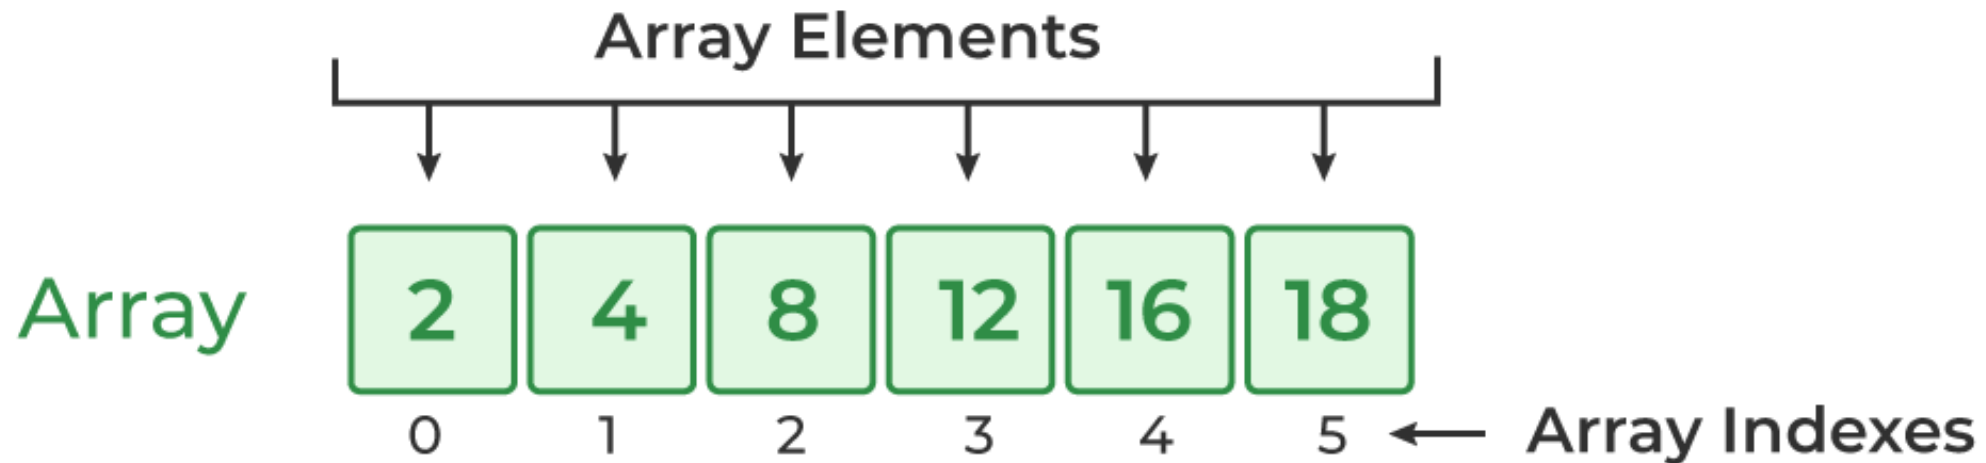 Array Elements
Array 2 4 8 12 16 18
0 1 2 3 4 5 Array Indexes